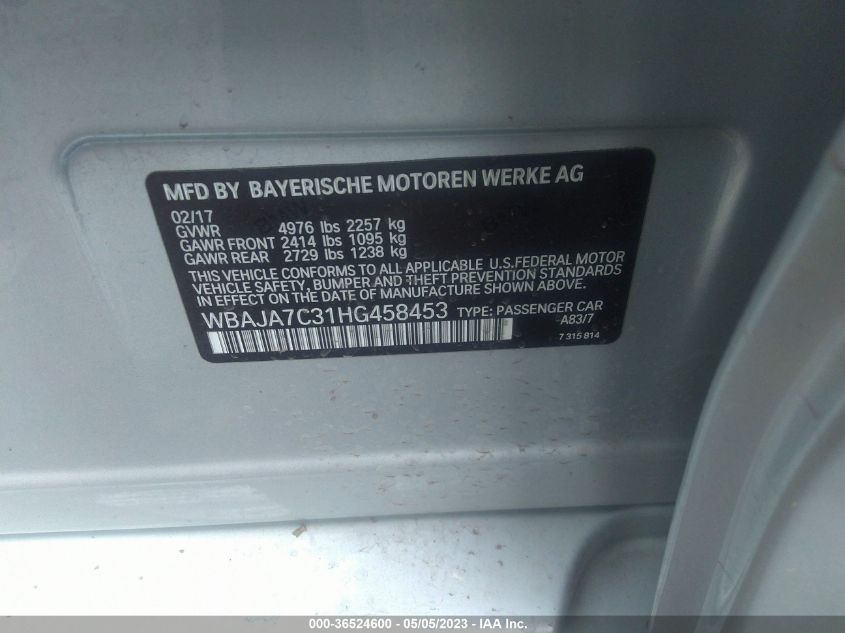 MFD BY BAYERISCHE MOTOREN WERKE AG
02/17
GVWR 4976 lbs 2257 kg
GAWR FRONT 2414 lbs 1095 kg
GAWR REAR 2729 lbs 1238 kg
THIS VEHICLE CONFORMS TO ALL APPLICABLE U.S.FEDERAL MOTOR
VEHICLE SAFETY, BUMPER AND THEFT PREVENTION STANDARDS
IN EFFECT ON THE DATE OF MANUFACTURE SHOWN ABOVE.
WBAJA7C31HG458453 TYPE: PASSENGER CAR
A83/7
7 315 814
000-36524600 - 05/05/2023 - IAA Inc.